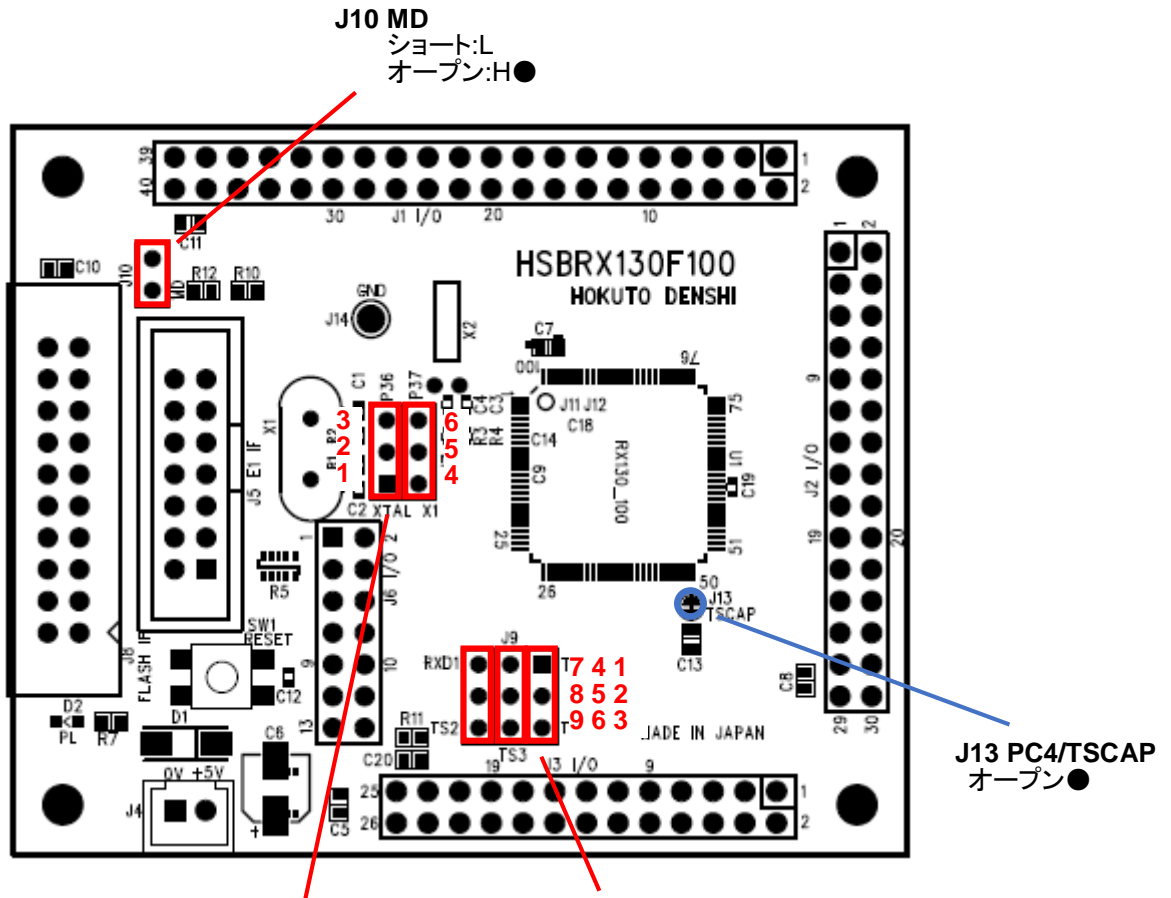 J10 MD
ショート:L
オープン:H●
39
40
30
J1 I/O
20
10
1
2
C11
C10
J10
MD
R12
R10
HSBRX130F100
HOKUTO DENSHI
GND
J14
X2
C7
100
76
1
2
9
J2 I/O
19
20
29
30
X1
C1
P36
P37
3
2
1
6
5
4
R2
R1
C4
C3
R3
R4
C2
XTAL
X1
1
J11
J12
C18
C14
C9
RX130_100
75
U1
C19
51
25
26
50
J5 E1 IF
1
2
I/O
J6
9
10
13
R5
J13
TSCAP
C13
SW1
RESET
C12
J8
FLASH IF
D2
PL
R7
D1
0V +5V
J4
C6
+
C5
R11
C20
J9
RXD1
TS2
TS3
T
7 4 1
8 5 2
T
9 6 3
C8
MADE IN JAPAN
19
J3 I/O
9
25
26
1
2
J13 PC4/TSCAP
オープン●